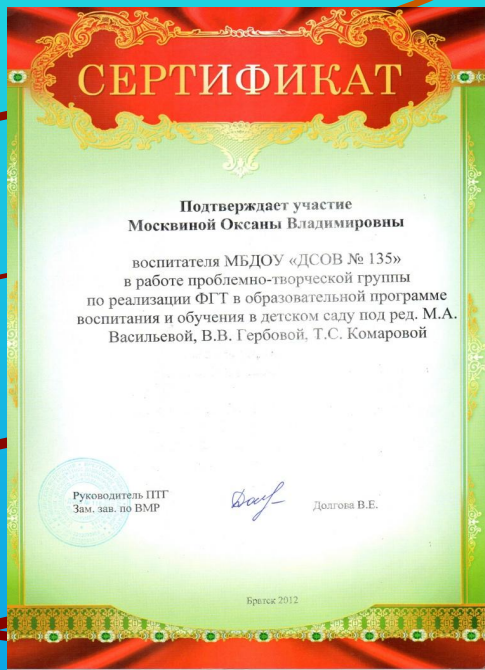 СЕРТИФИКАТ
Подтверждает участие
Москвиной Оксаны Владимировны
воспитателя МБДОУ «ДСОВ № 135»
в работе проблемно-творческой группы
по реализации ФГТ в образовательной программе
воспитания и обучения в детском саду под ред. М.А.
Васильевой, В.В. Гербовой, Т.С. Комаровой
Руководитель ПТГ
Зам. зав. по ВМР
Долгова В.Е.
Братск 2012